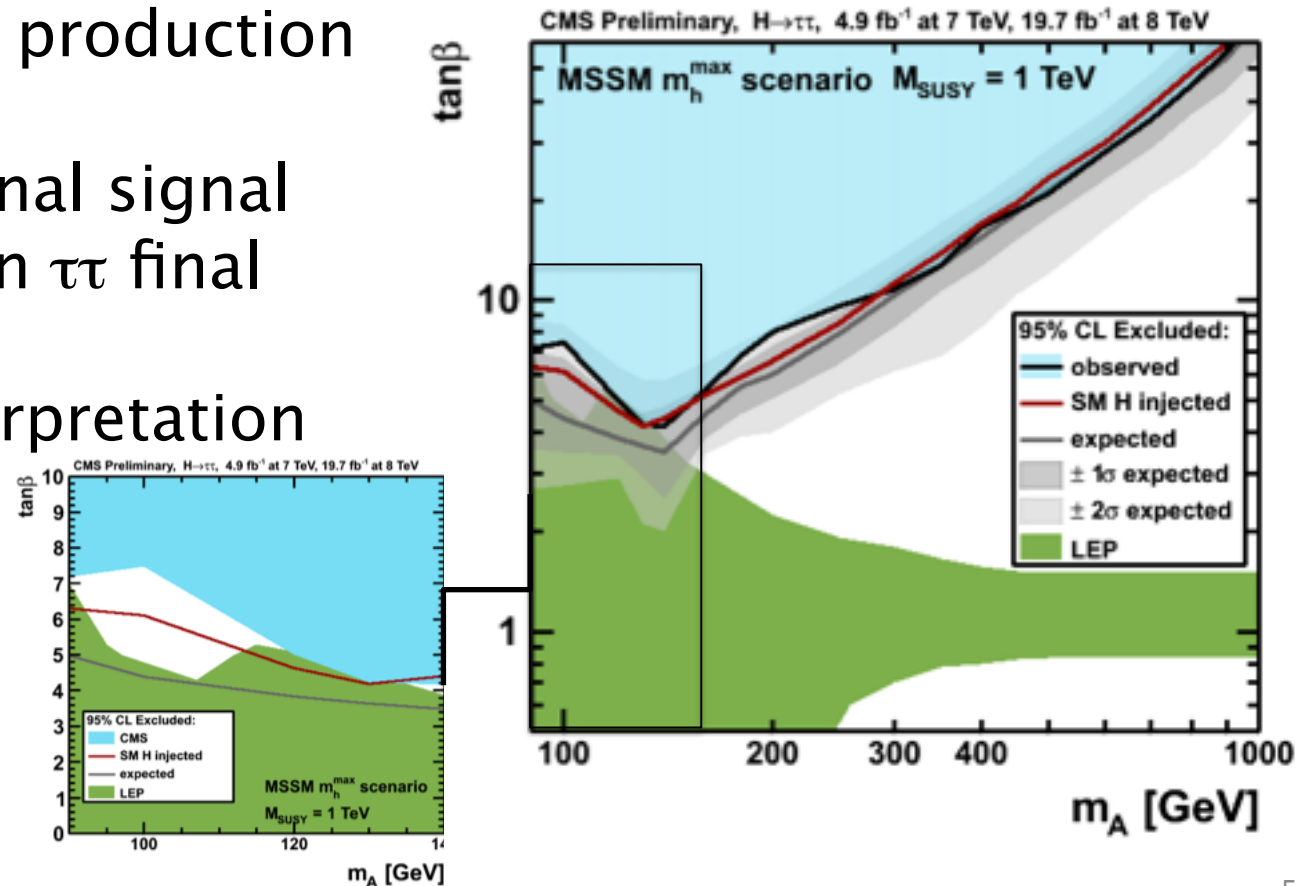 production
nal signal
n ττ final
rpretation
CMS Preliminary, H→ττ, 4.9 fb⁻¹ at 7 TeV, 19.7 fb⁻¹ at 8 TeV
tanβ
MSSM m_h^max scenario M_SUSY = 1 TeV
10
1
95% CL Excluded:
observed
SM H injected
expected
± 1σ expected
± 2σ expected
LEP
100 200 300 400 1000
m_A [GeV]
CMS Preliminary, H→ττ, 4.9 fb⁻¹ at 7 TeV, 19.7 fb⁻¹ at 8 TeV
tanβ
10
9
8
7
6
5
4
3
2
1
0
95% CL Excluded:
CMS
SM H injected
expected
LEP
MSSM m_h^max scenario
M_SUSY = 1 TeV
100 120 14
m_A [GeV]